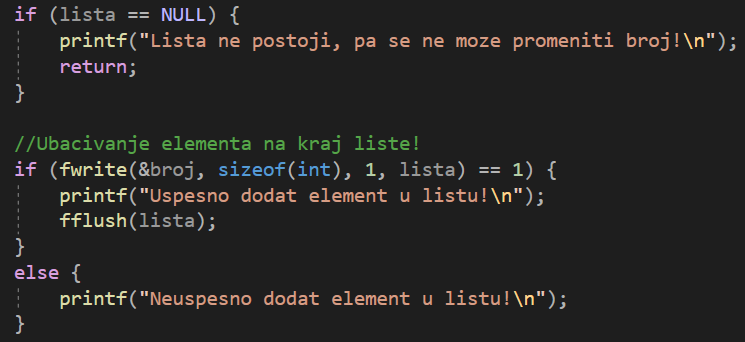 if (lista == NULL) {
printf("Lista ne postoji, pa se ne moze promeniti broj!\n");
return;
}
//Ubacivanje elementa na kraj liste!
if (fwrite(&broj, sizeof(int), 1, lista) == 1) {
printf("Uspesno dodat element u listu!\n");
fflush(lista);
}
else {
printf("Neuspesno dodat element u listu!\n");
}